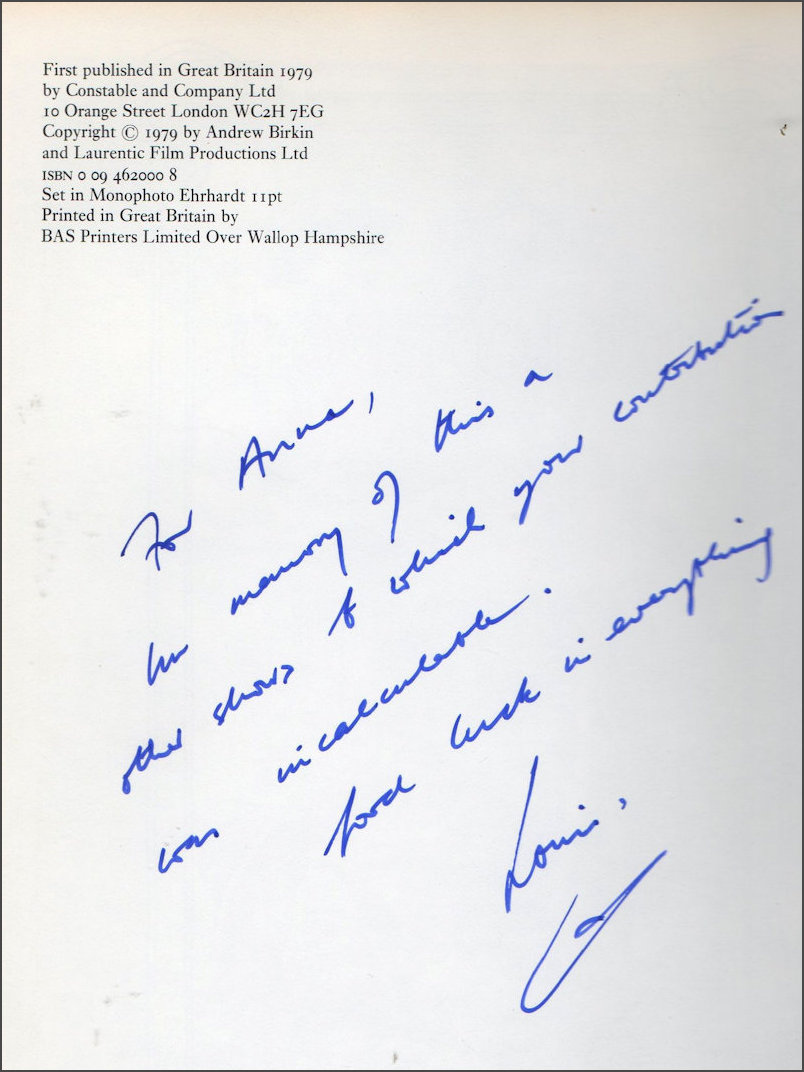 First published in Great Britain 1979
by Constable and Company Ltd
10 Orange Street London WC2H 7EG
Copyright © 1979 by Andrew Birkin
and Laurentic Film Productions Ltd
ISBN 0 09 462000 8
Set in Monophoto Ehrhardt 11pt
Printed in Great Britain by
BAS Printers Limited Over Wallop Hampshire
For Anna,
In memory of this a
other shows to which your contribution
was incalculable.
Good luck in everything
Louis.